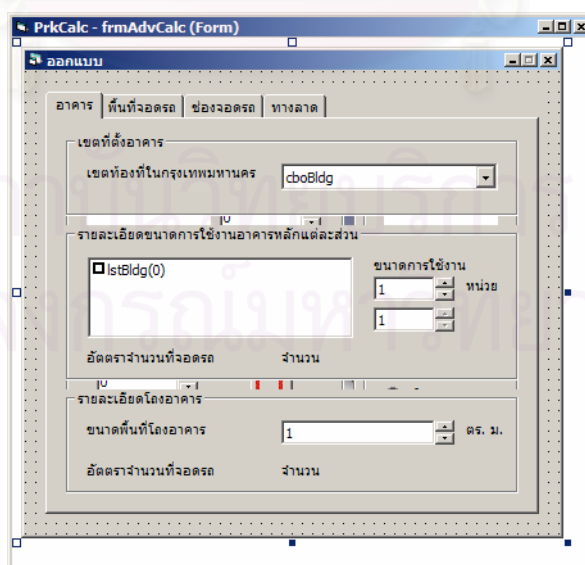 PrkCalc - frmAdvCalc (Form)
ออกแบบ
อาคาร พื้นที่จอดรถ ช่องจอดรถ ทางลาด
เขตที่ตั้งอาคาร
เขตท้องที่ในกรุงเทพมหานคร cboBldg
รายละเอียดขนาดการใช้งานอาคารหลักแต่ละส่วน
lstBldg(0) ขนาดการใช้งาน
1 หน่วย
1
อัตตราจำนวนที่จอดรถ จำนวน
รายละเอียดโถงอาคาร
ขนาดพื้นที่โถงอาคาร 1 ตร. ม.
อัตตราจำนวนที่จอดรถ จำนวน